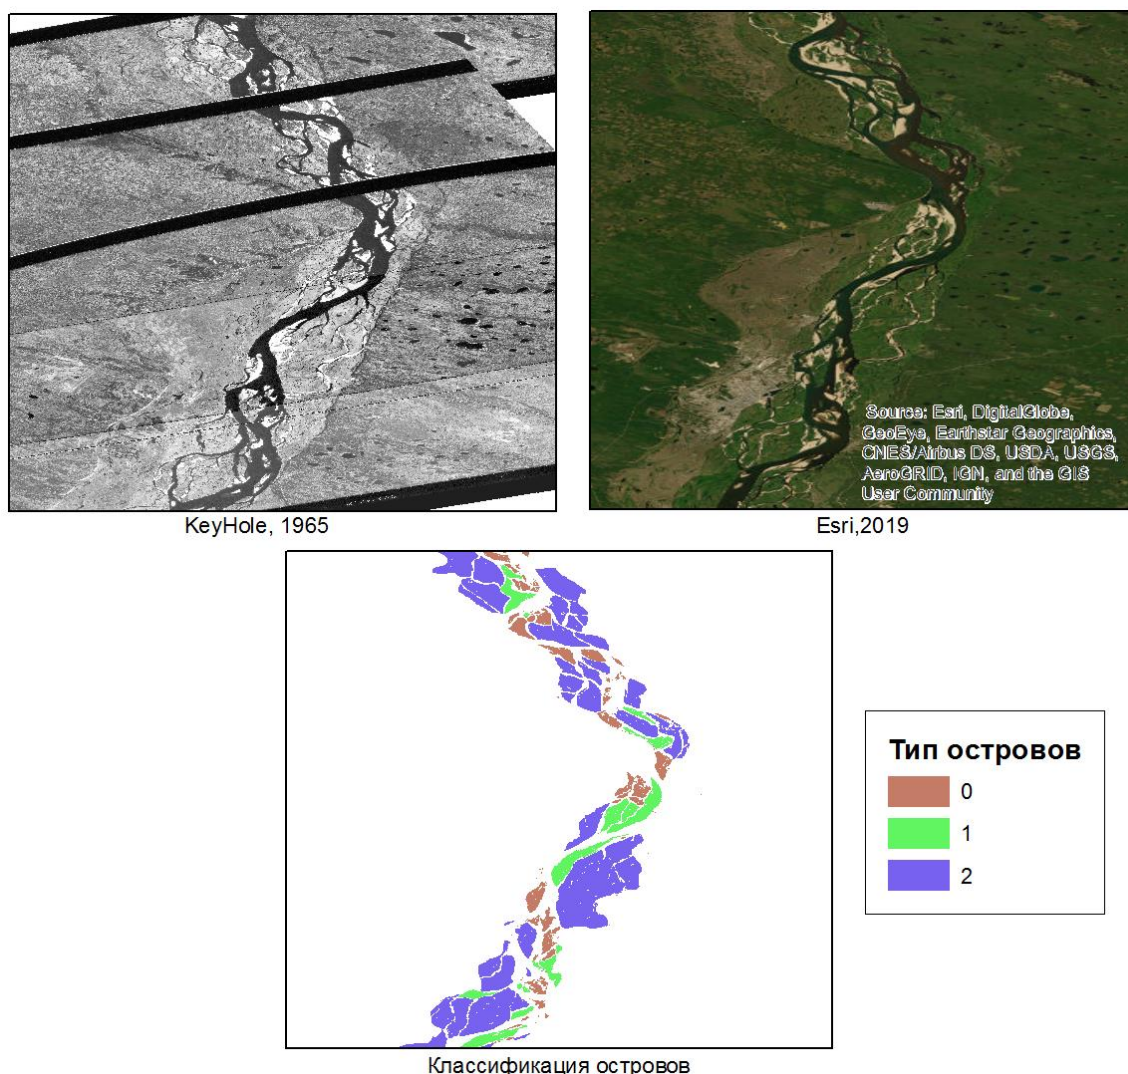 KeyHole, 1965
Source: Esri, DigitalGlobe,
GeoEye, Earthstar Geographics,
CNES/Airbus DS, USDA, USGS,
AeroGRID, IGN, and the GIS
User Community
Esri,2019
Тип островов
0
1
2
Классификация островов